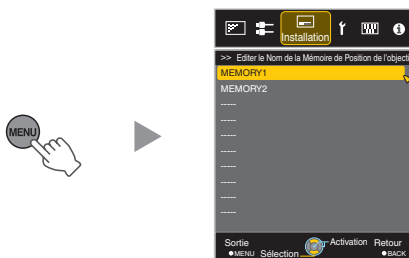 MENU
Installation
>> Editer le Nom de la Mémoire de Position de l'objecti
MEMORY1
MEMORY2
-----
-----
-----
-----
-----
-----
-----
-----
Sortie
●MENU
Sélection
Activation
Retour
●BACK